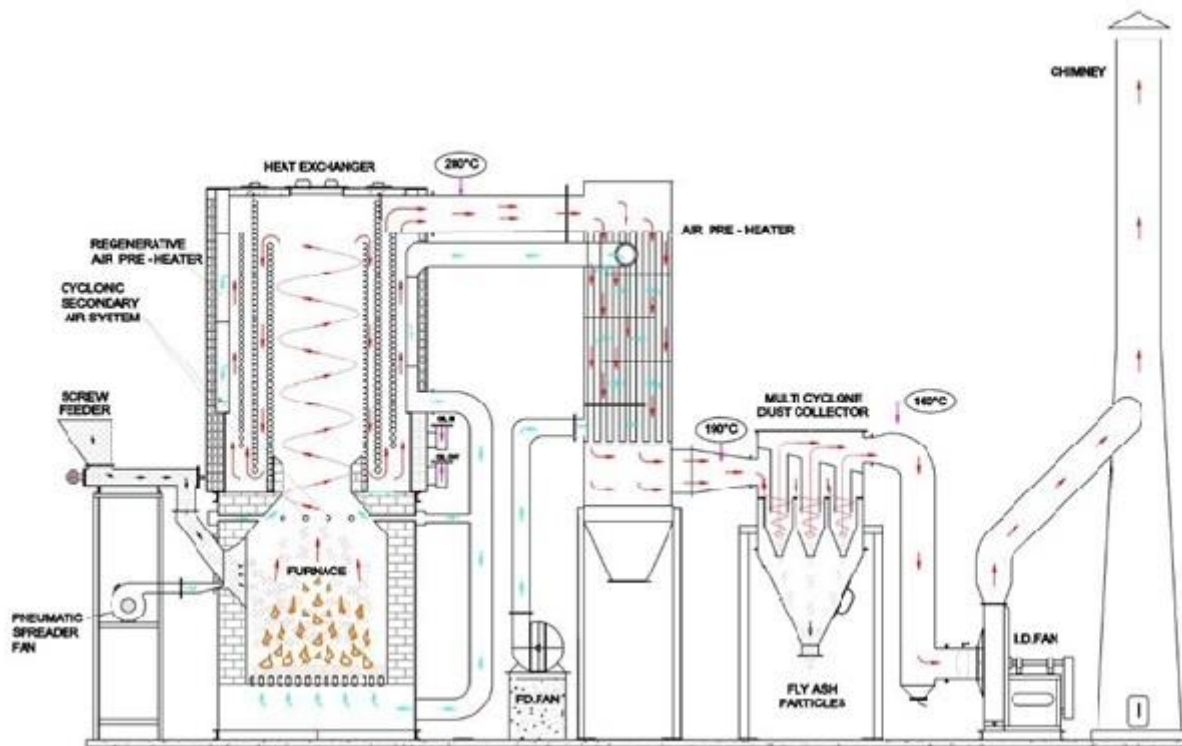 CHIMNEY
280°C
HEAT EXCHANGER
AIR PRE - HEATER
REGENERATIVE
AIR PRE - HEATER
CYCLONIC
SECONDARY
AIR SYSTEM
SCREW
FEEDER
MULTI CYCLONE
DUST COLLECTOR
190°C
FURNACE
PNEUMATIC
SPREADER
FAN
F.D.FAN
FLY ASH
PARTICLES
I.D.FAN